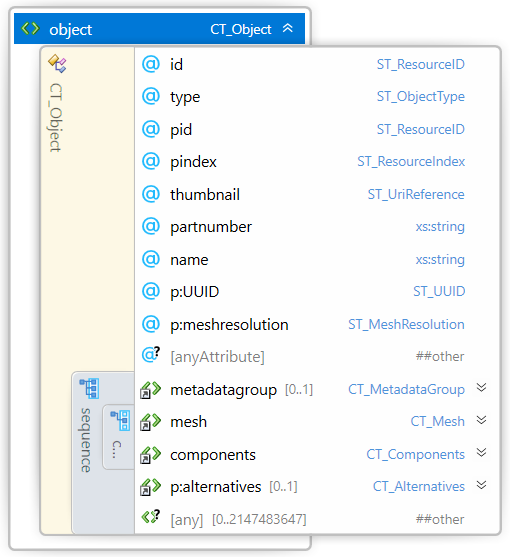 object CT_Object
CT_Object
@ id ST_ResourceID
@ type ST_ObjectType
@ pid ST_ResourceID
@ pindex ST_ResourceIndex
@ thumbnail ST_UriReference
@ partnumber xs:string
@ name xs:string
@ p:UUID ST_UUID
@ p:meshresolution ST_MeshResolution
@? [anyAttribute] ##other
sequence
c...
metadatagroup [0..1] CT_MetadataGroup
mesh CT_Mesh
components CT_Components
p:alternatives [0..1] CT_Alternatives
[any] [0..2147483647] ##other